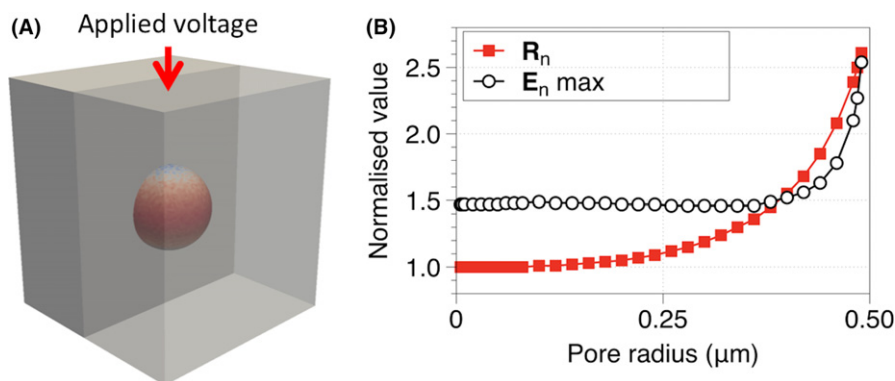 (A)
Applied voltage
(B)
Rn
En max
Normalised value
2.5
2.0
1.5
1.0
0
0.25
0.50
Pore radius (µm)